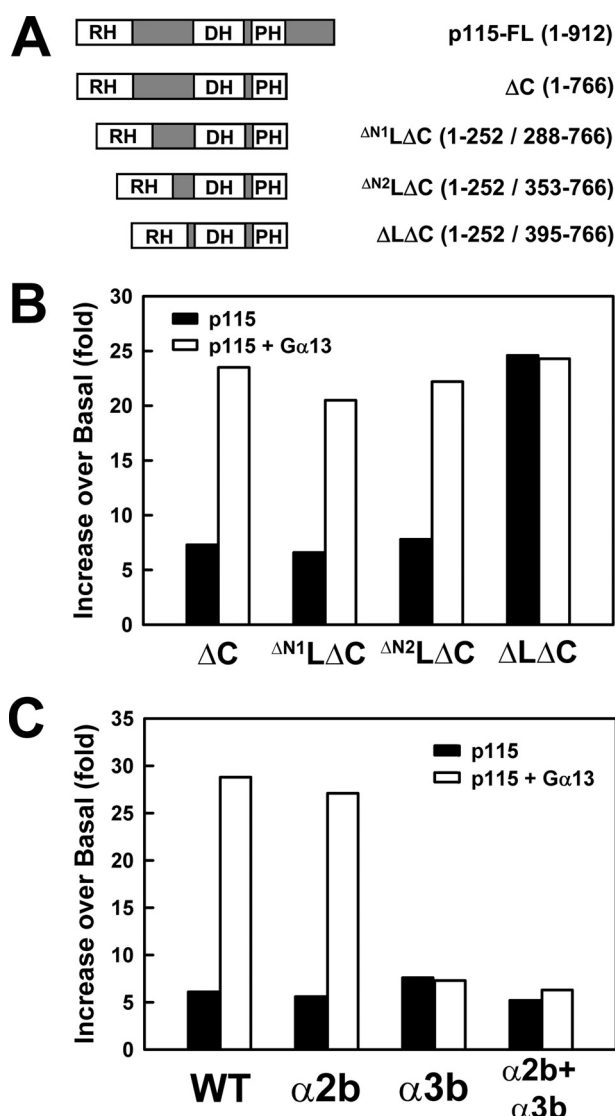 A
RH DH PH p115-FL (1-912)
RH DH PH ΔC (1-766)
RH DH PH ΔN1LΔC (1-252 / 288-766)
RH DH PH ΔN2LΔC (1-252 / 353-766)
RH DH PH ΔLΔC (1-252 / 395-766)
B
Increase over Basal (fold)
30
25
20
15
10
5
0
p115
p115 + Gα13
ΔC ΔN1LΔC ΔN2LΔC ΔLΔC
C
Increase over Basal (fold)
35
30
25
20
15
10
5
0
p115
p115 + Gα13
WT α2b α3b α2b+
α3b